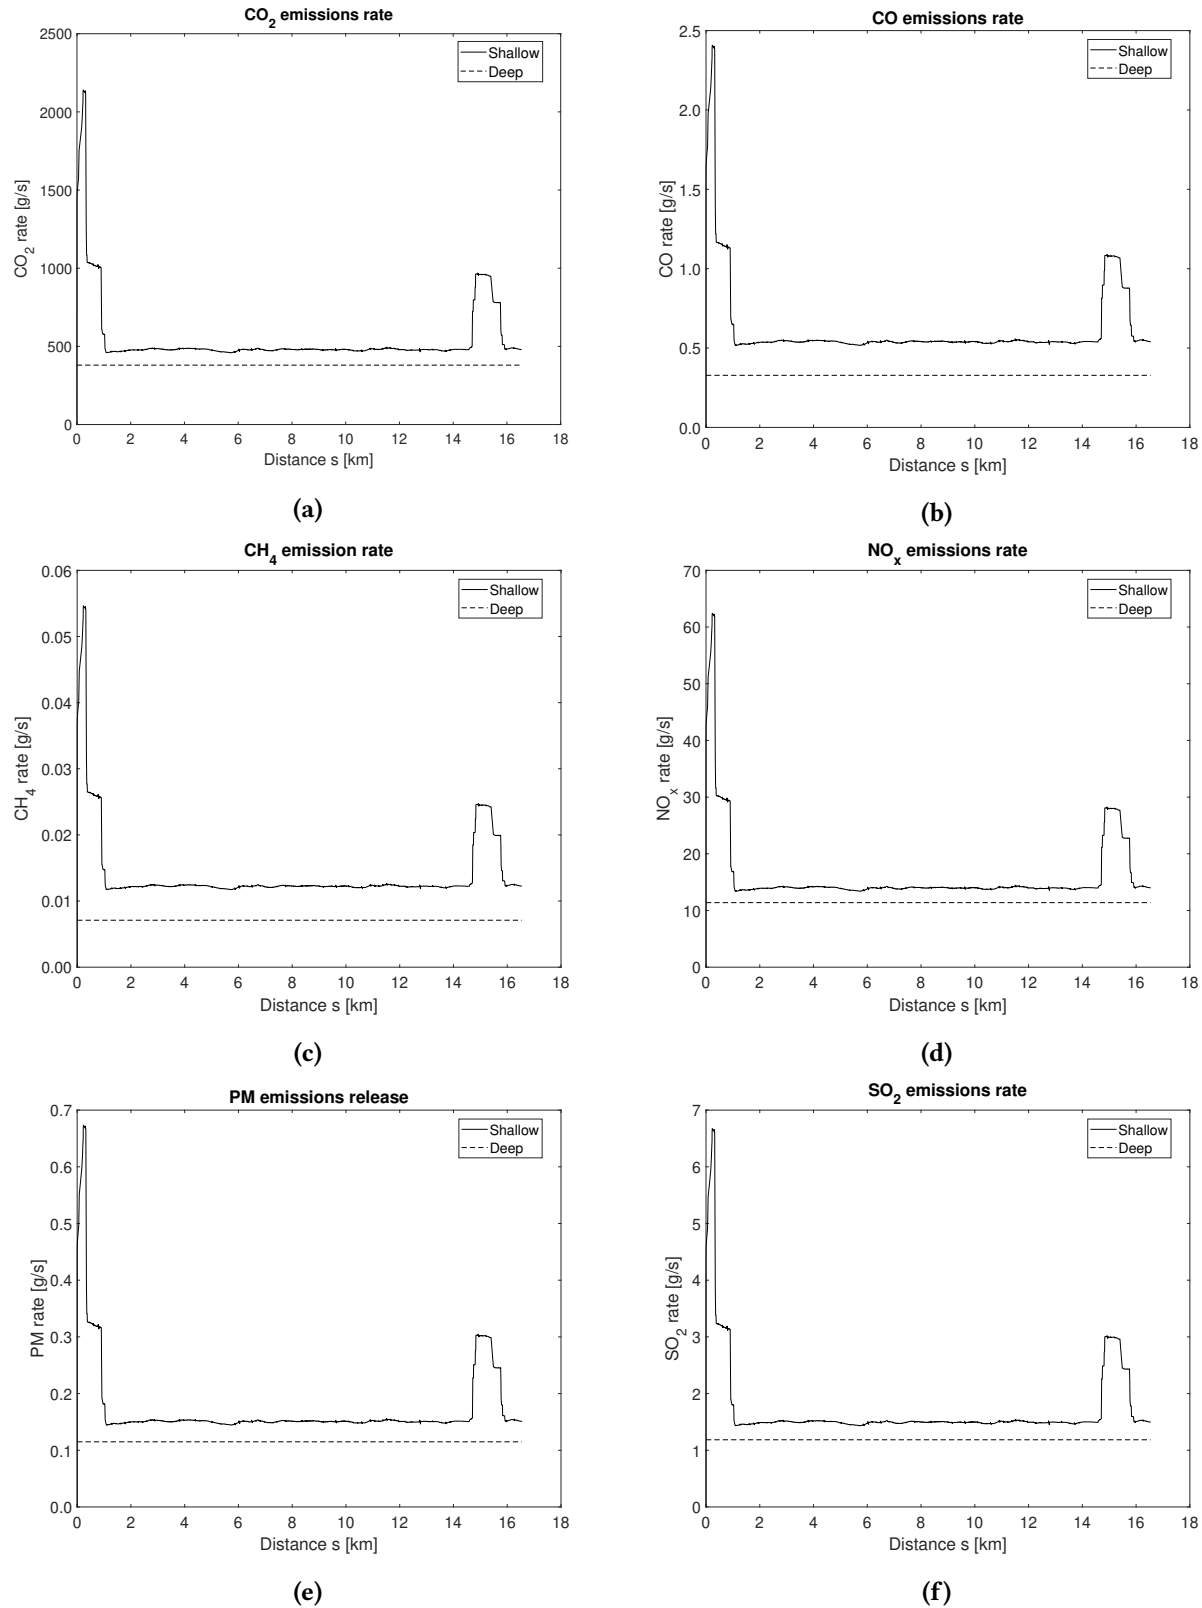 CO2 emissions rate
2500
2000
1500
1000
500
0
CO2 rate [g/s]
Shallow
Deep
0 2 4 6 8 10 12 14 16 18
Distance s [km]
(a)
CO emissions rate
2.5
2.0
1.5
1.0
0.5
0.0
CO rate [g/s]
Shallow
Deep
0 2 4 6 8 10 12 14 16 18
Distance s [km]
(b)
CH4 emission rate
0.06
0.05
0.04
0.03
0.02
0.01
0.00
CH4 rate [g/s]
Shallow
Deep
0 2 4 6 8 10 12 14 16 18
Distance s [km]
(c)
NOx emissions rate
70
60
50
40
30
20
10
0
NOx rate [g/s]
Shallow
Deep
0 2 4 6 8 10 12 14 16 18
Distance s [km]
(d)
PM emissions release
0.7
0.6
0.5
0.4
0.3
0.2
0.1
0.0
PM rate [g/s]
Shallow
Deep
0 2 4 6 8 10 12 14 16 18
Distance s [km]
(e)
SO2 emissions rate
7
6
5
4
3
2
1
0
SO2 rate [g/s]
Shallow
Deep
0 2 4 6 8 10 12 14 16 18
Distance s [km]
(f)